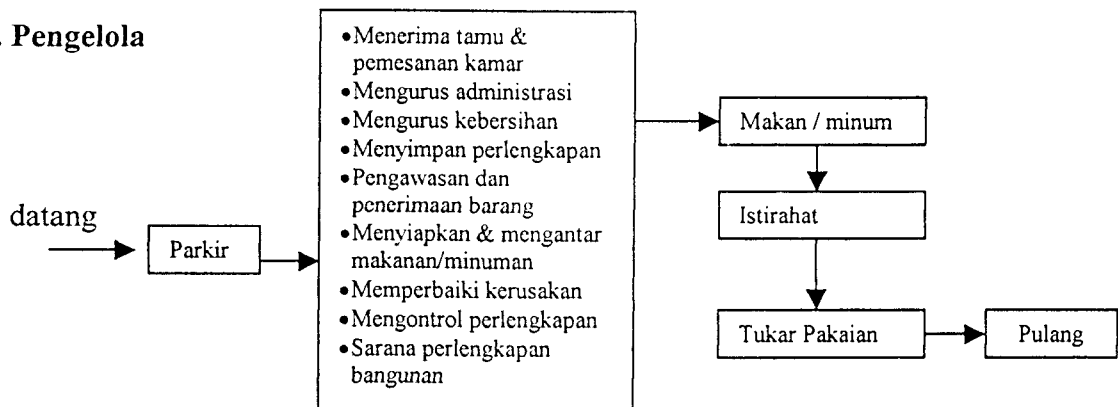 . Pengelola
datang
Parkir
•Menerima tamu &
pemesanan kamar
•Mengurus administrasi
•Mengurus kebersihan
•Menyimpan perlengkapan
•Pengawasan dan
penerimaan barang
•Menyiapkan & mengantar
makanan/minuman
•Memperbaiki kerusakan
•Mengontrol perlengkapan
•Sarana perlengkapan
bangunan
Makan / minum
Istirahat
Tukar Pakaian
Pulang